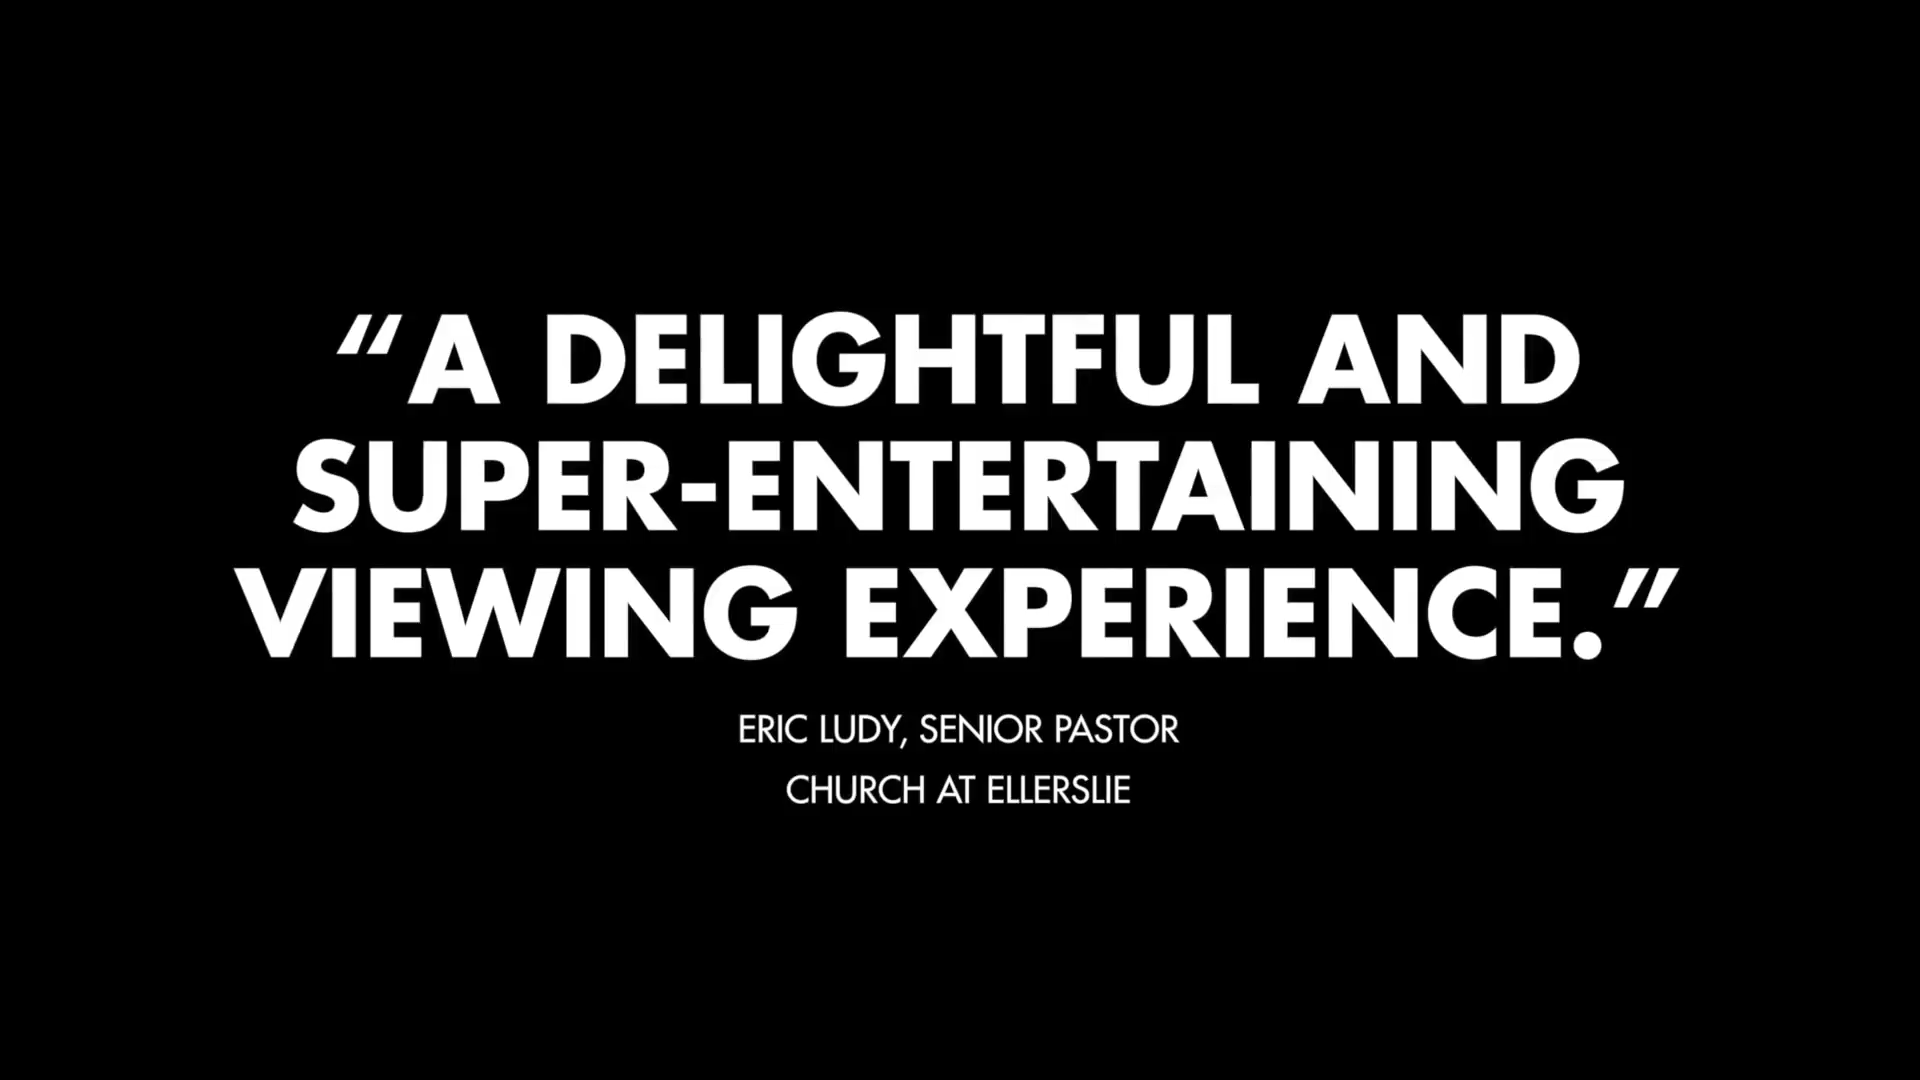 “A DELIGHTFUL AND
SUPER-ENTERTAINING
VIEWING EXPERIENCE.”
ERIC LUDY, SENIOR PASTOR
CHURCH AT ELLERSLIE